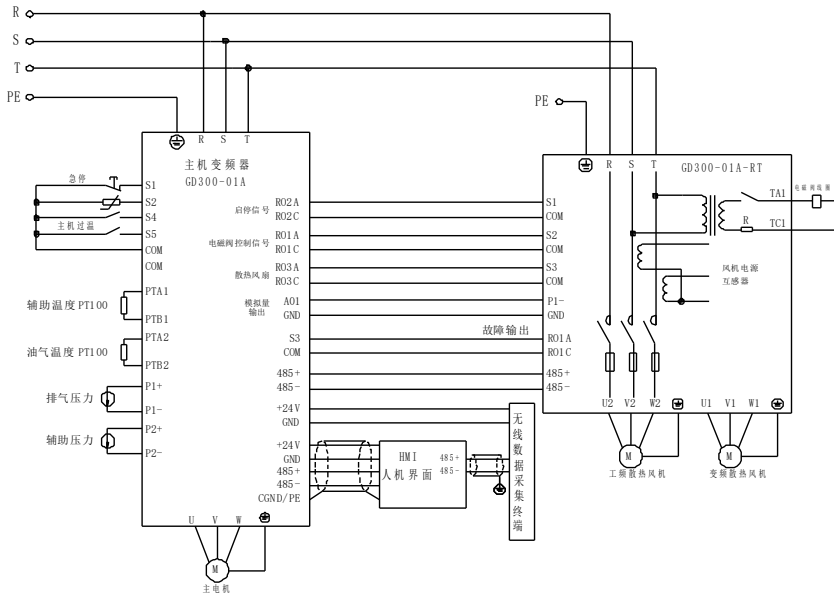 R
S
T
PE
PE
R S T
主机变频器
GD300-01A
R S T
GD300-01A-RT
急停
S1
S2
S4
主机过温
S5
COM
COM
PTA1
辅助温度PT100
PTB1
PTA2
油气温度PT100
PTB2
P1+
排气压力
P1-
P2+
辅助压力
P2-
启停信号
RO2A
RO2C
电磁阀控制信号
RO1A
RO1C
散热风扇
RO3A
RO3C
模拟量
输出
AO1
GND
S3
COM
485+
485-
+24V
GND
+24V
GND
485+
485-
CGND/PE
故障输出
S1
COM
S2
COM
S3
COM
P1-
GND
RO1A
RO1C
485+
485-
TA1
电磁阀线圈
R
TC1
风机电源
互感器
U2 V2 W2
U1 V1 W1
M
工频散热风机
M
变频散热风机
HMI
人机界面
485+
485-
无线数据采集终端
U V W
M
主电机